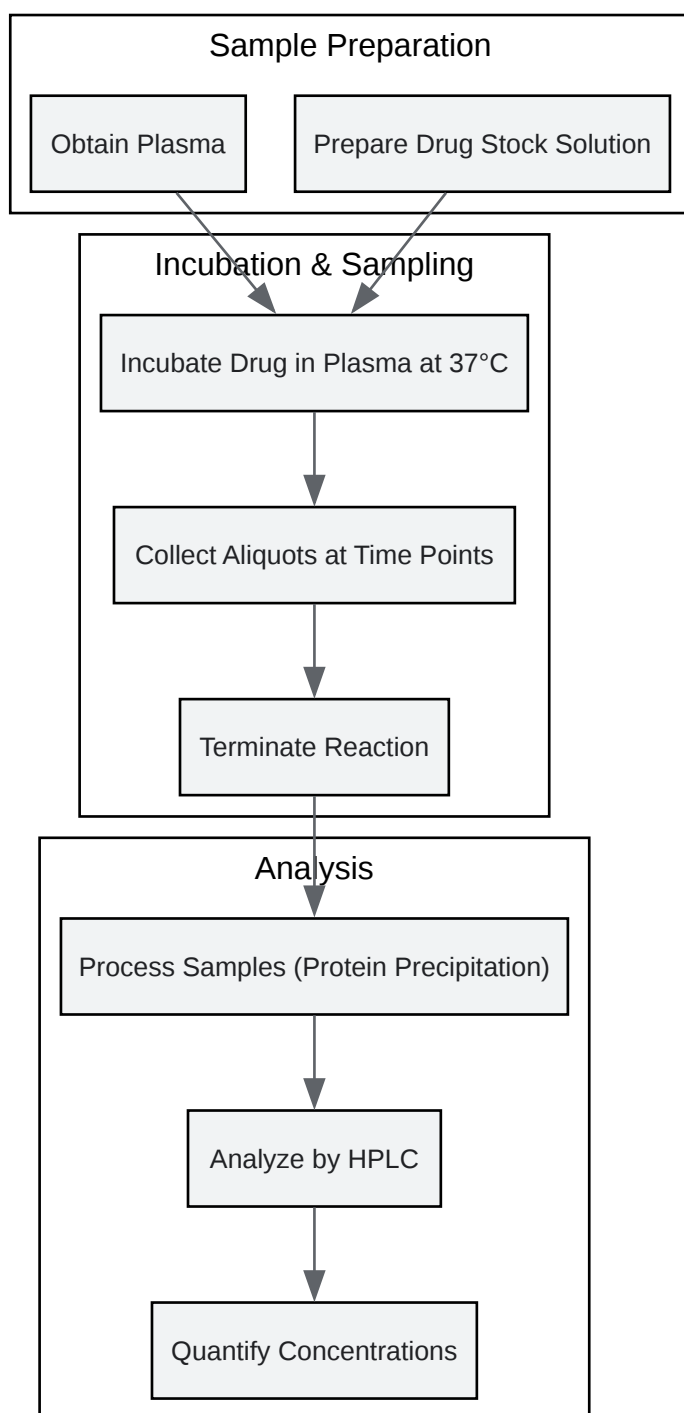 Sample Preparation
Obtain Plasma
Prepare Drug Stock Solution
Incubation & Sampling
Incubate Drug in Plasma at 37°C
Collect Aliquots at Time Points
Terminate Reaction
Analysis
Process Samples (Protein Precipitation)
Analyze by HPLC
Quantify Concentrations